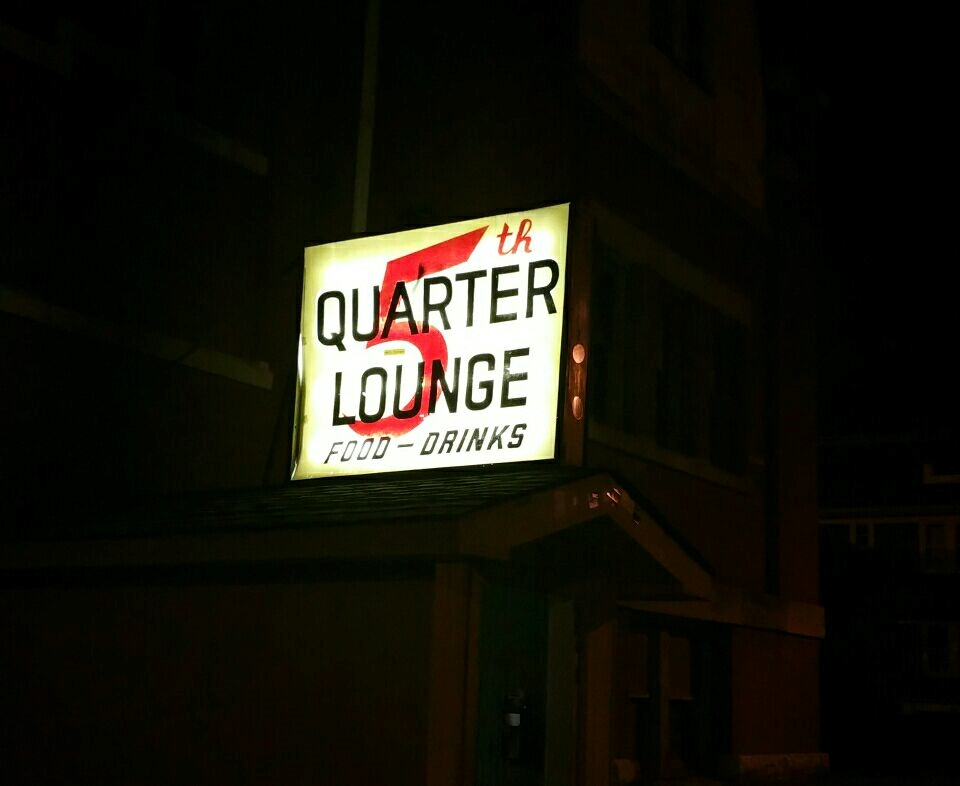 5th
QUARTER
LOUNGE
FOOD — DRINKS